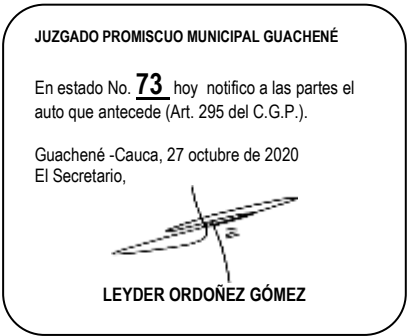 JUZGADO PROMISCUO MUNICIPAL GUACHENÉ
En estado No. 73 hoy notifico a las partes el
auto que antecede (Art. 295 del C.G.P.).
Guachené -Cauca, 27 octubre de 2020
El Secretario,
LEYDER ORDOÑEZ GÓMEZ